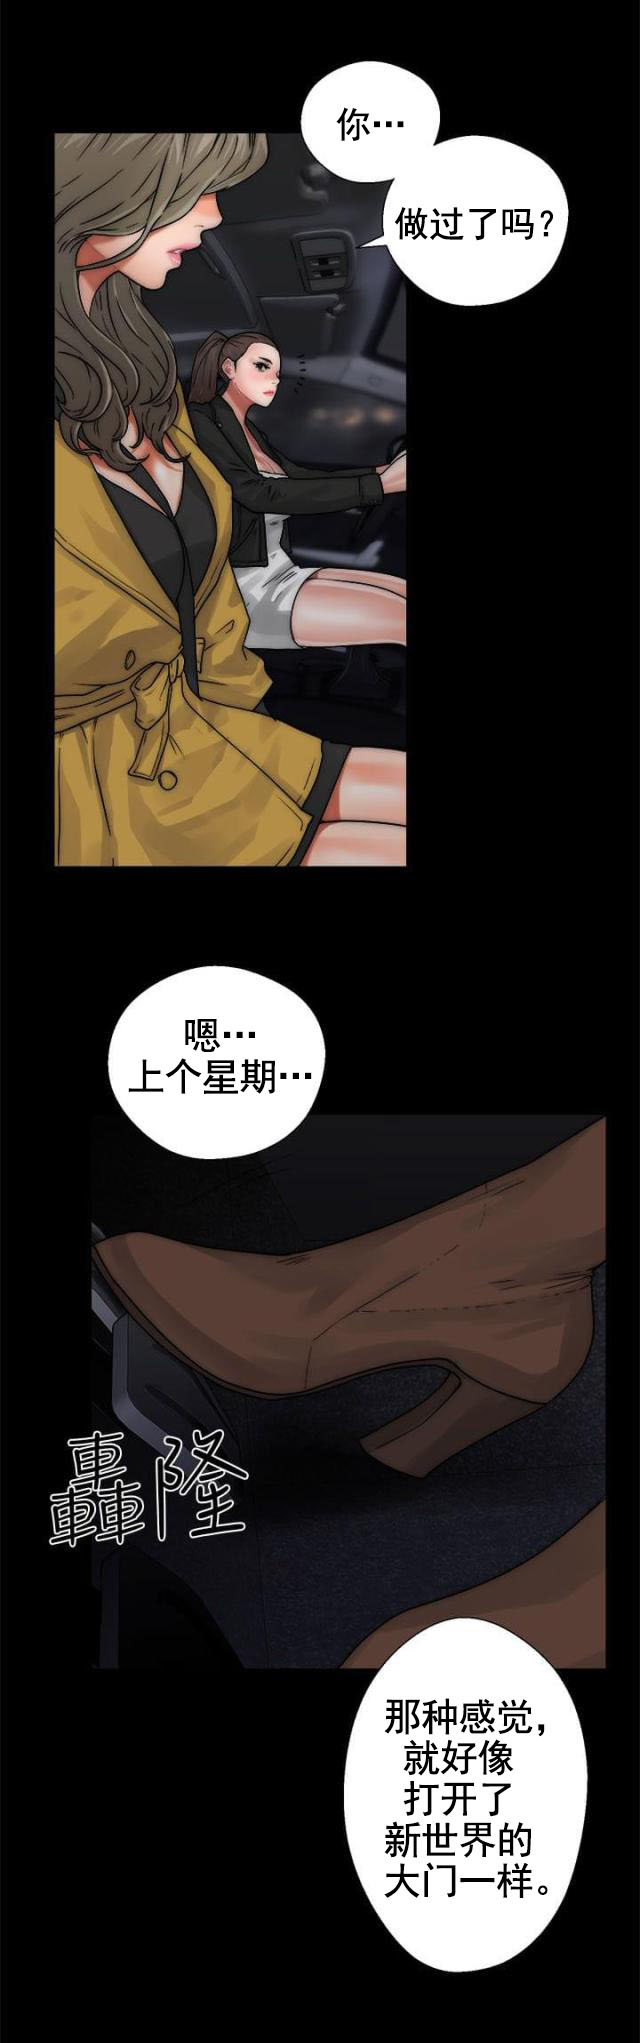 你…
做过了吗？
嗯…
上个星期…
轟隆
那种感觉，
就好像
打开了
新世界的
大门一样。